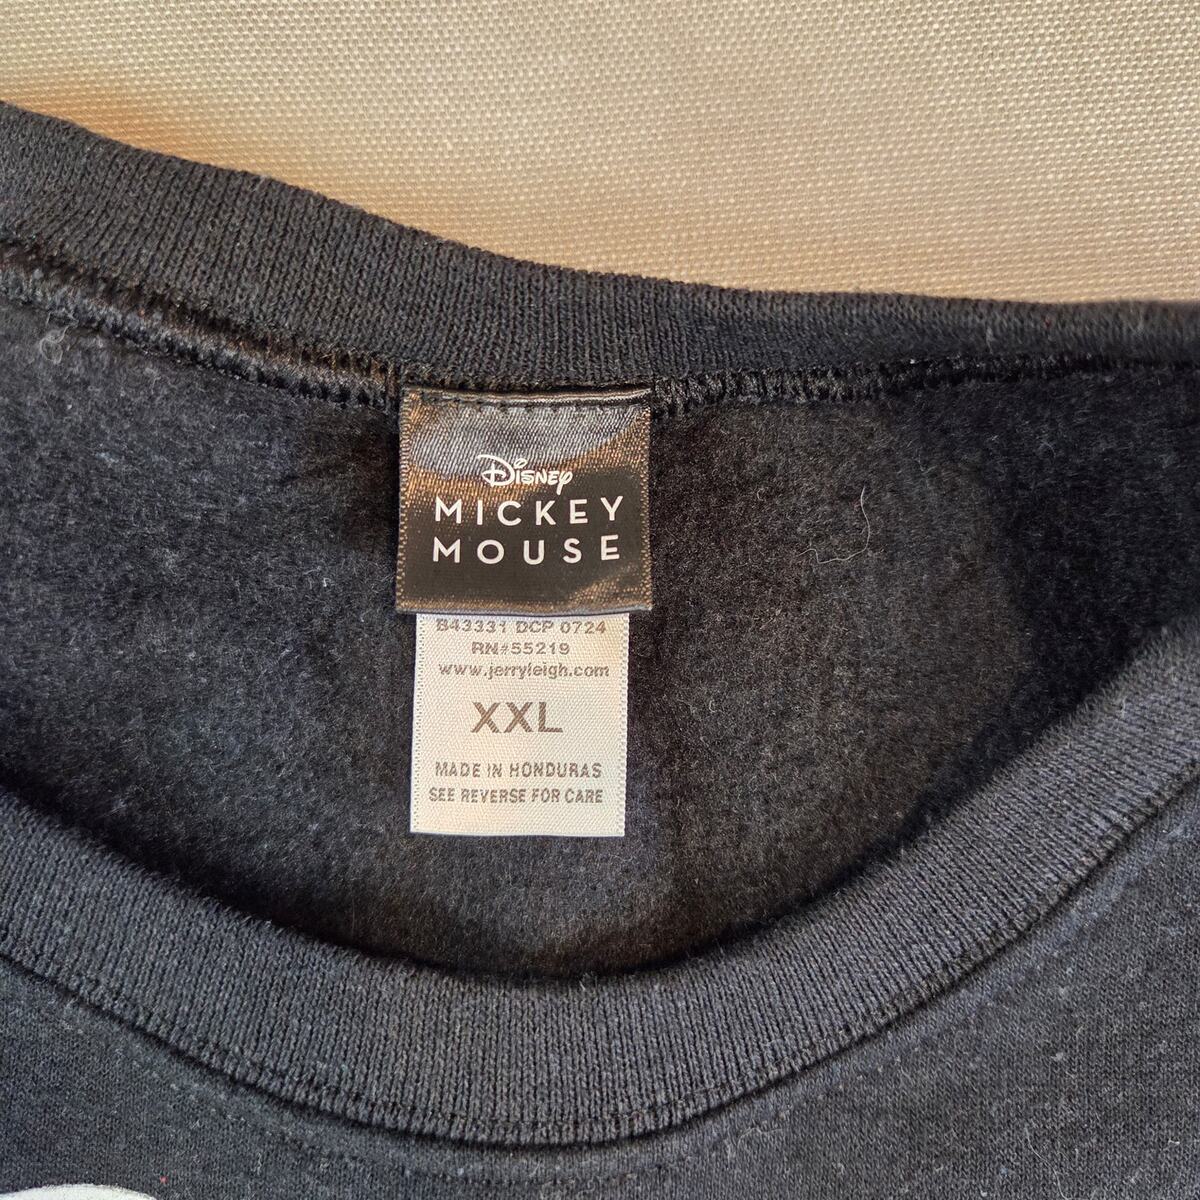 Disney
MICKEY
MOUSE
B43331 DCP 0724
RN#55219
www.jerryleigh.com
XXL
MADE IN HONDURAS
SEE REVERSE FOR CARE